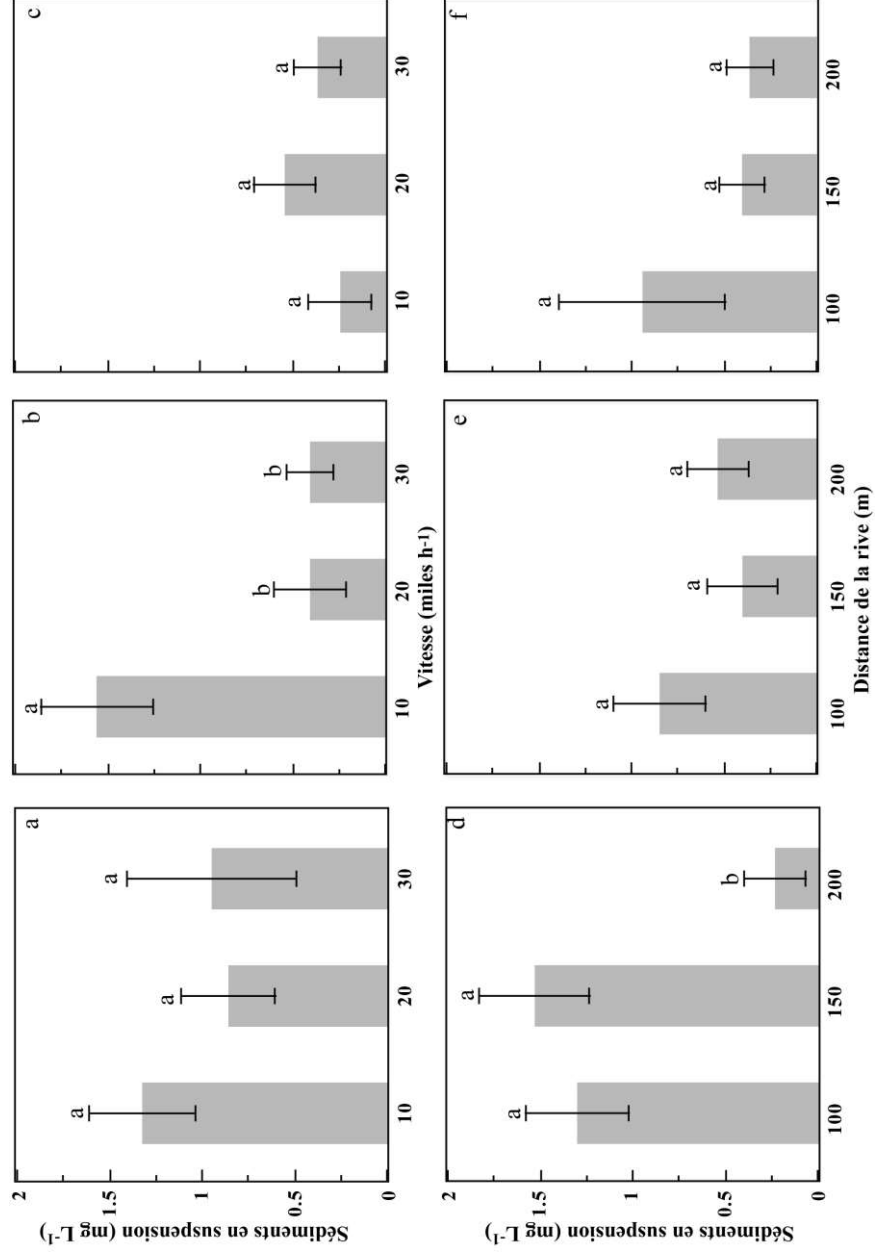 Sédiments en suspension (mg L-1)
2
1.5
1
0.5
0
a
a
a
a
10
20
30
b
a
b
b
10
20
30
c
a
a
a
10
20
30
Vitesse (miles h-1)
Sédiments en suspension (mg L-1)
2
1.5
1
0.5
0
d
a
a
b
100
150
200
e
a
a
a
100
150
200
f
a
a
a
100
150
200
Distance de la rive (m)